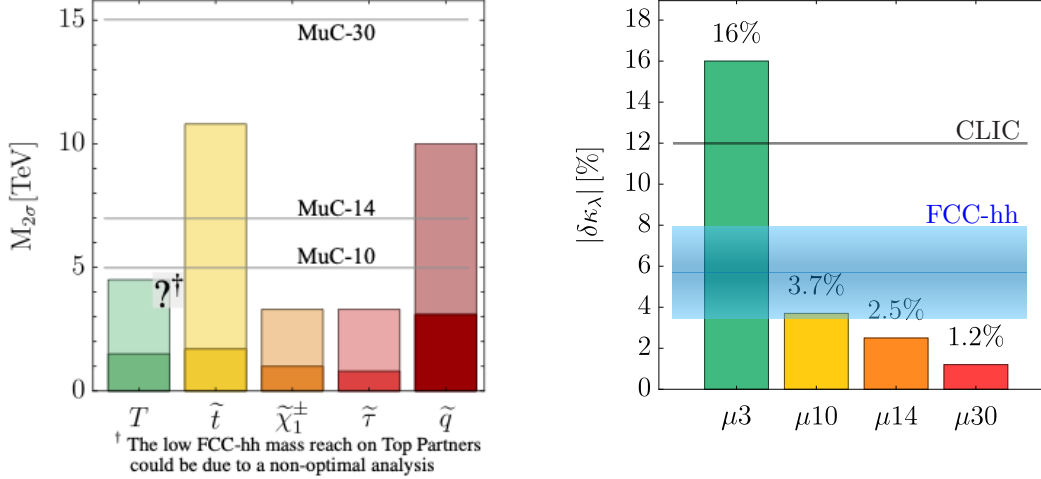 M2σ [TeV]
15
10
5
0
MuC-30
MuC-14
MuC-10
?†
T
t̃
χ̃1±
τ̃
q̃
† The low FCC-hh mass reach on Top Partners
could be due to a non-optimal analysis
|δκλ| [%]
18
16
14
12
10
8
6
4
2
0
16%
CLIC
FCC-hh
3.7%
2.5%
1.2%
μ3
μ10
μ14
μ30